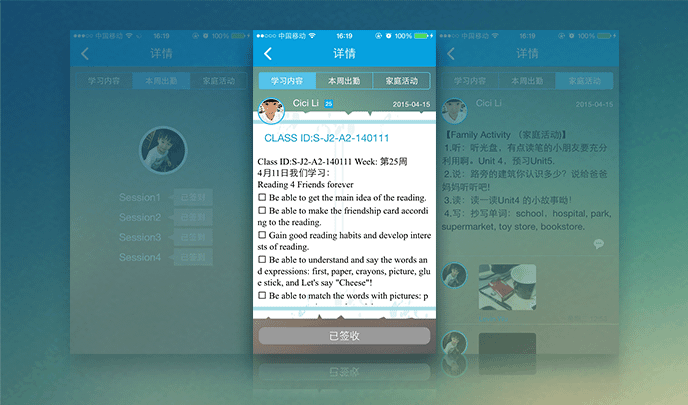 中国移动 16:19 100%
详情
学习内容 本周出勤 家庭活动
Session1 已签到
Session2 已签到
Session3 已签到
Session4 已签到
中国移动 16:19 100%
详情
学习内容 本周出勤 家庭活动
Cici Li 25 2015-04-15
CLASS ID:S-J2-A2-140111
Class ID:S-J2-A2-140111 Week: 第25周
4月11日我们学习：
Reading 4 Friends forever
☐ Be able to get the main idea of the reading.
☐ Be able to make the friendship card accordi
ng to the reading.
☐ Gain good reading habits and develop intere
sts of reading.
☐ Be able to understand and say the words an
d expressions: first, paper, crayons, picture, glu
e stick, and Let's say "Cheese"!
☐ Be able to match the words with pictures: p
已签收
中国移动 16:19 100%
详情
学习内容 本周出勤 家庭活动
Cici Li 2015-04-15
【Family Activity （家庭活动)】
1.听：听光盘、有点读笔的小朋友要充分
利用啊。Unit 4，预习Unit5.
2.说：路旁的建筑你认识多少？说给爸爸
妈妈听听吧！
3.读：读一读Unit4 的小故事呦！
4.写：抄写单词：school，hospital, park,
supermarket, toy store, bookstore.